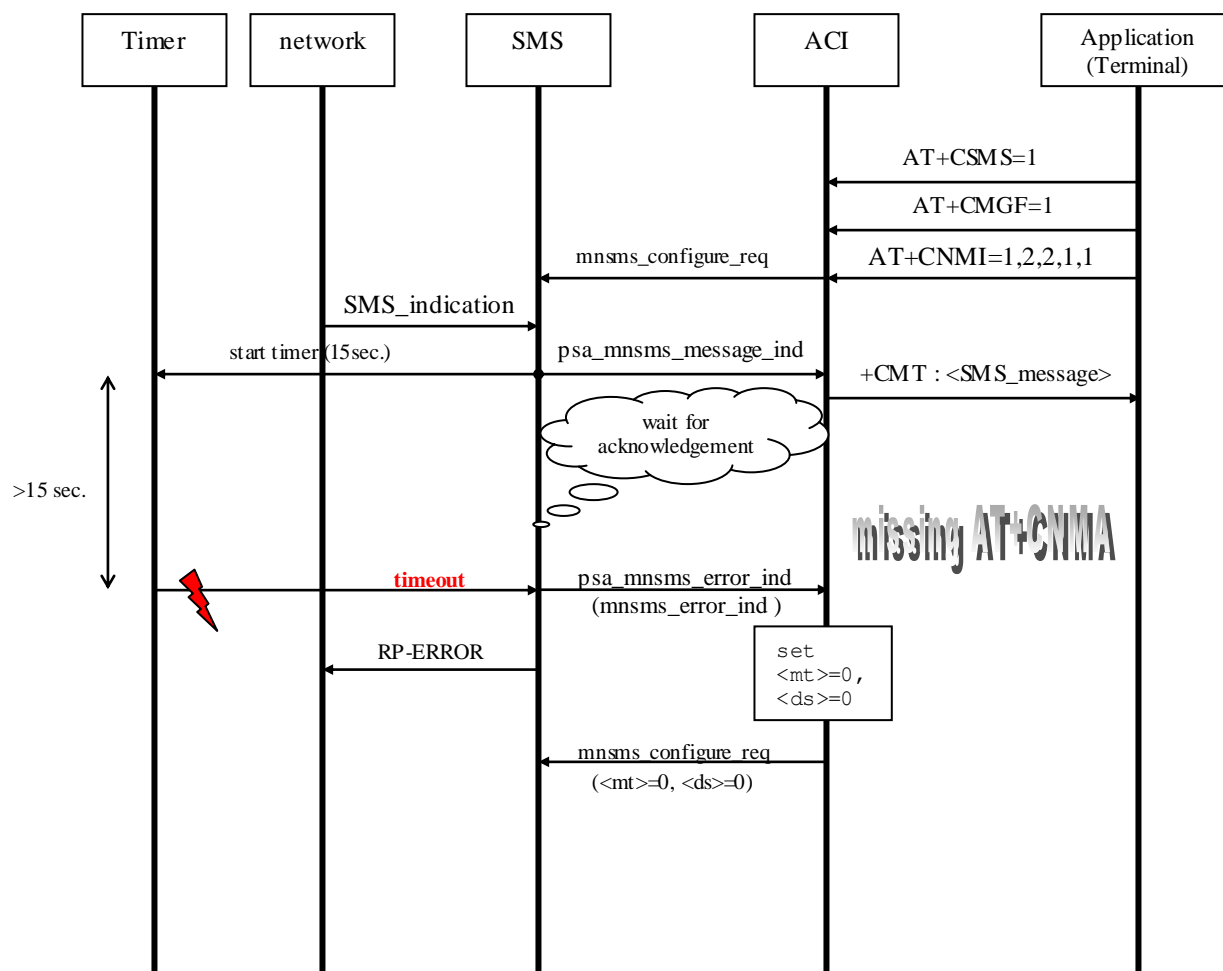 Timer
network
SMS
ACI
Application
(Terminal)
AT+CSMS=1
AT+CMGF=1
mnsms_configure_req
AT+CNMI=1,2,2,1,1
SMS_indication
start timer (15sec.)
psa_mnsms_message_ind
+CMT : <SMS_message>
wait for
acknowledgement
>15 sec.
missing AT+CNMA
timeout
psa_mnsms_error_ind
(mnsms_error_ind )
RP-ERROR
set
<mt>=0,
<ds>=0
mnsms_configure_req
(<mt>=0, <ds>=0)